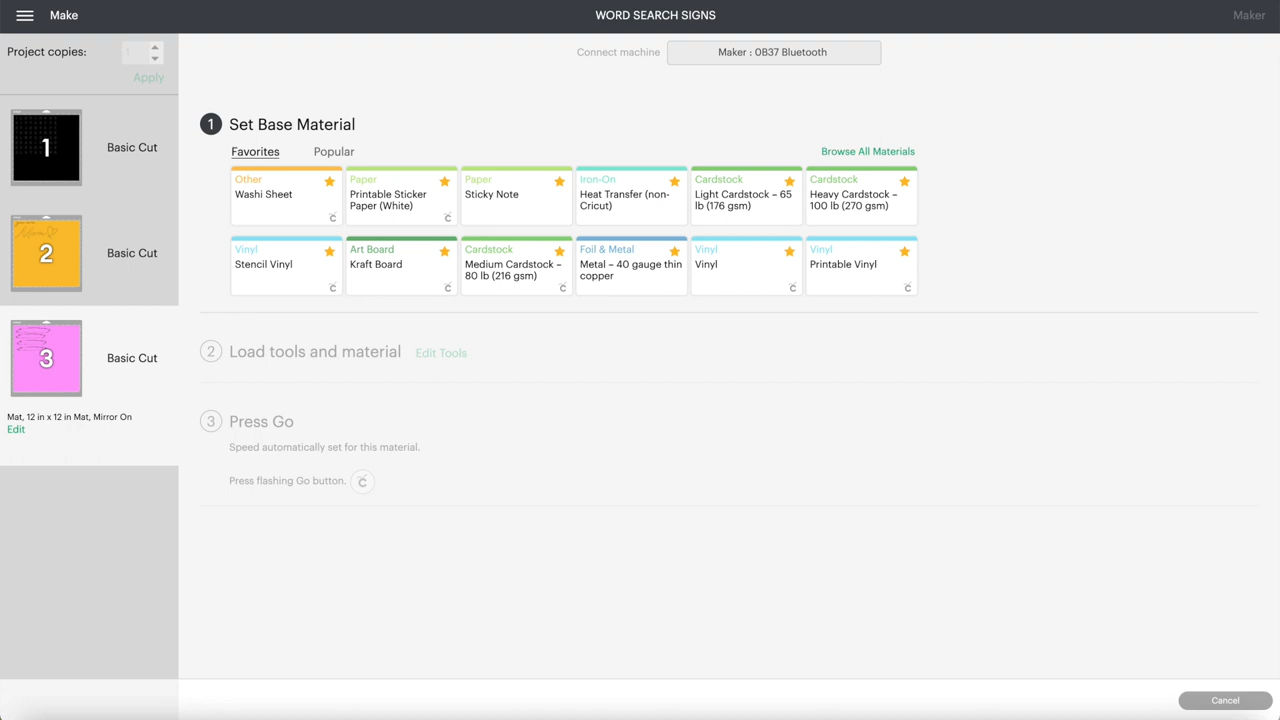 Make
WORD SEARCH SIGNS
Maker
Project copies:
1
Apply
Connect machine
Maker : 0B37 Bluetooth
1
Basic Cut
2
Basic Cut
3
Basic Cut
Mat, 12 in x 12 in Mat, Mirror On
Edit
1 Set Base Material
Favorites Popular
Browse All Materials
Other
Washi Sheet
Paper
Printable Sticker
Paper (White)
Paper
Sticky Note
Iron-On
Heat Transfer (non-
Cricut)
Cardstock
Light Cardstock – 65
lb (176 gsm)
Cardstock
Heavy Cardstock –
100 lb (270 gsm)
Vinyl
Stencil Vinyl
Art Board
Kraft Board
Cardstock
Medium Cardstock –
80 lb (216 gsm)
Foil & Metal
Metal – 40 gauge thin
copper
Vinyl
Vinyl
Vinyl
Printable Vinyl
2 Load tools and material Edit Tools
3 Press Go
Speed automatically set for this material.
Press flashing Go button.
Cancel